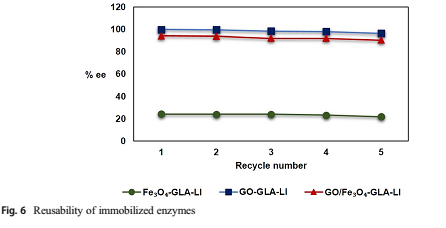 120
100
80
60
40
20
0
% ee
1 2 3 4 5
Recycle number
Fe₃O₄-GLA-LI GO-GLA-LI GO/Fe₃O₄-GLA-LI
Fig. 6 Reusability of immobilized enzymes